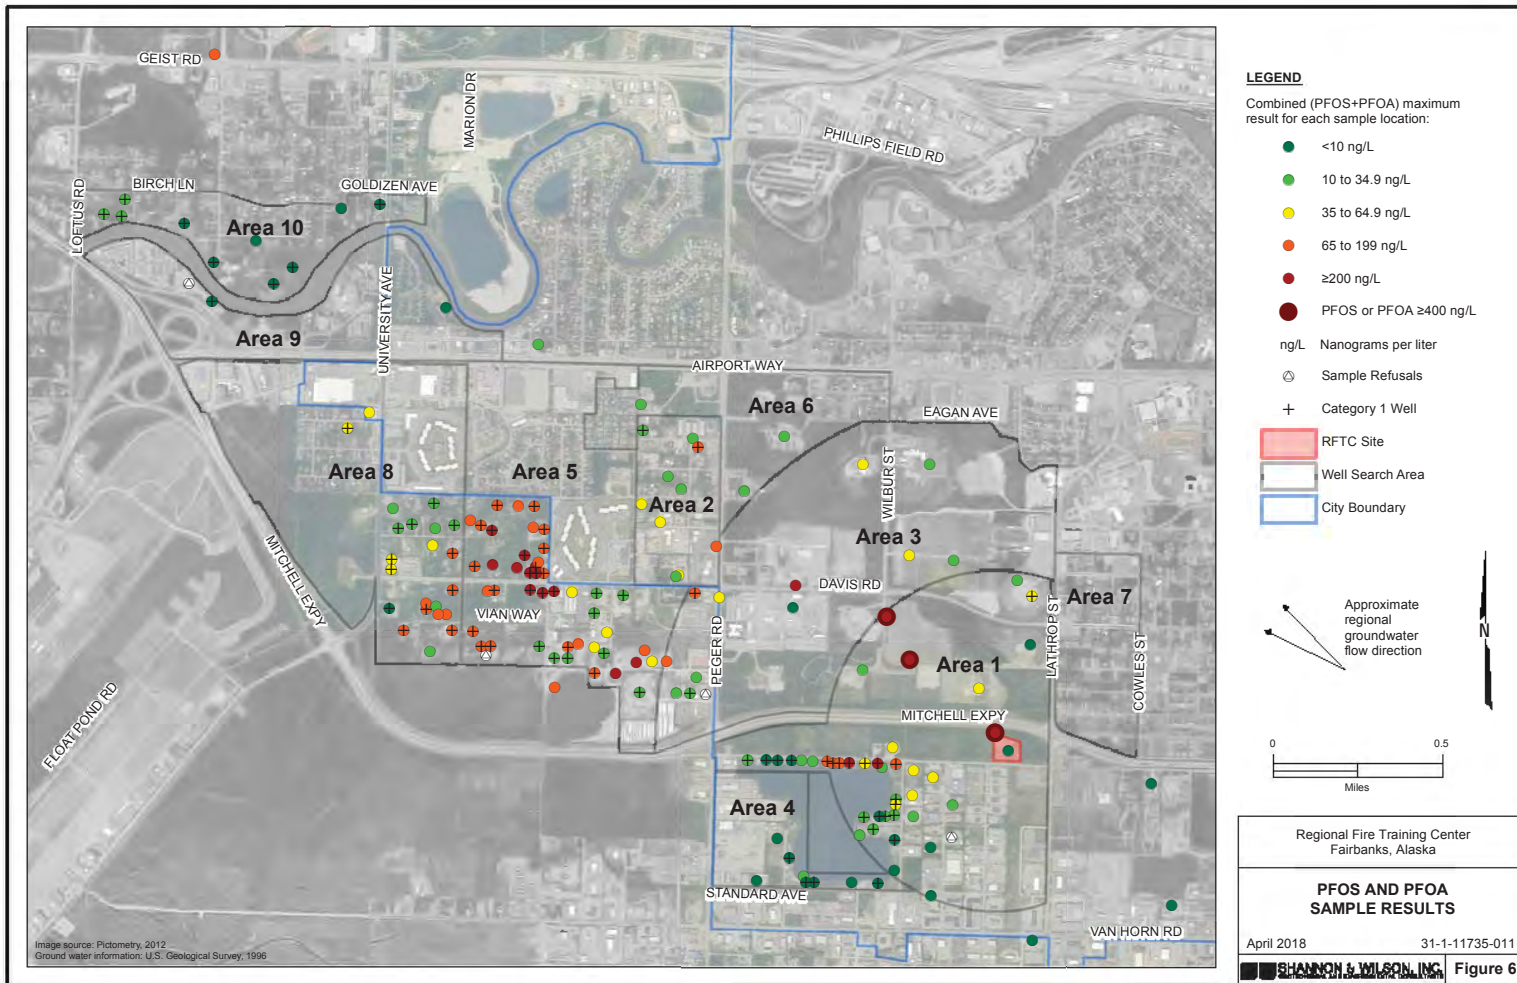 GEIST RD
MARION DR
PHILLIPS FIELD RD
BIRCH LN
GOLDIZEN AVE
LOFTUS RD
Area 10
UNIVERSITY AVE
Area 9
AIRPORT WAY
Area 6
EAGAN AVE
Area 8
Area 5
Area 2
WILBUR ST
Area 3
MITCHELL EXPY
DAVIS RD
Area 7
VIAN WAY
PEGER RD
LATHROP ST
COWLES ST
Area 1
FLOAT POND RD
MITCHELL EXPY
Area 4
STANDARD AVE
VAN HORN RD
Image source: Pictometry, 2012
Ground water information: U.S. Geological Survey, 1996
LEGEND
Combined (PFOS+PFOA) maximum
result for each sample location:
<10 ng/L
10 to 34.9 ng/L
35 to 64.9 ng/L
65 to 199 ng/L
≥200 ng/L
PFOS or PFOA ≥400 ng/L
ng/L Nanograms per liter
Sample Refusals
Category 1 Well
RFTC Site
Well Search Area
City Boundary
Approximate
regional
groundwater
flow direction
N
0 0.5
Miles
Regional Fire Training Center
Fairbanks, Alaska
PFOS AND PFOA
SAMPLE RESULTS
April 2018 31-1-11735-011
SHANNON & WILSON, INC.
Figure 6